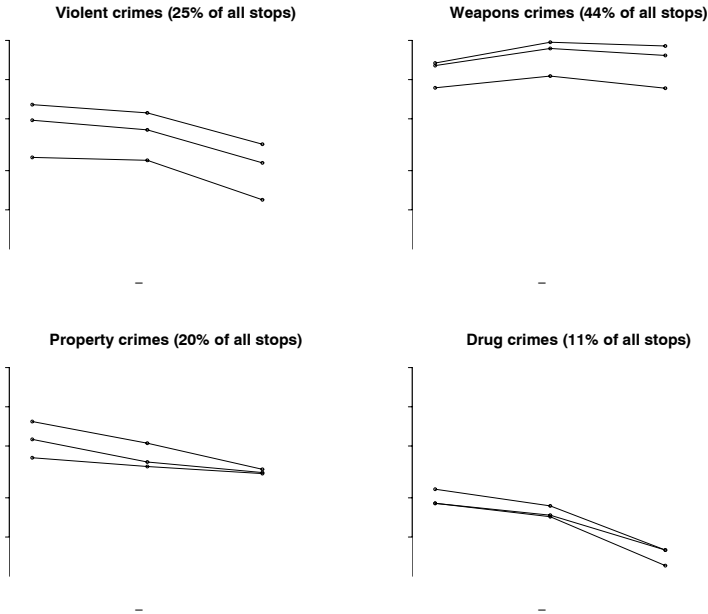 Violent crimes (25% of all stops)
Weapons crimes (44% of all stops)
Property crimes (20% of all stops)
Drug crimes (11% of all stops)